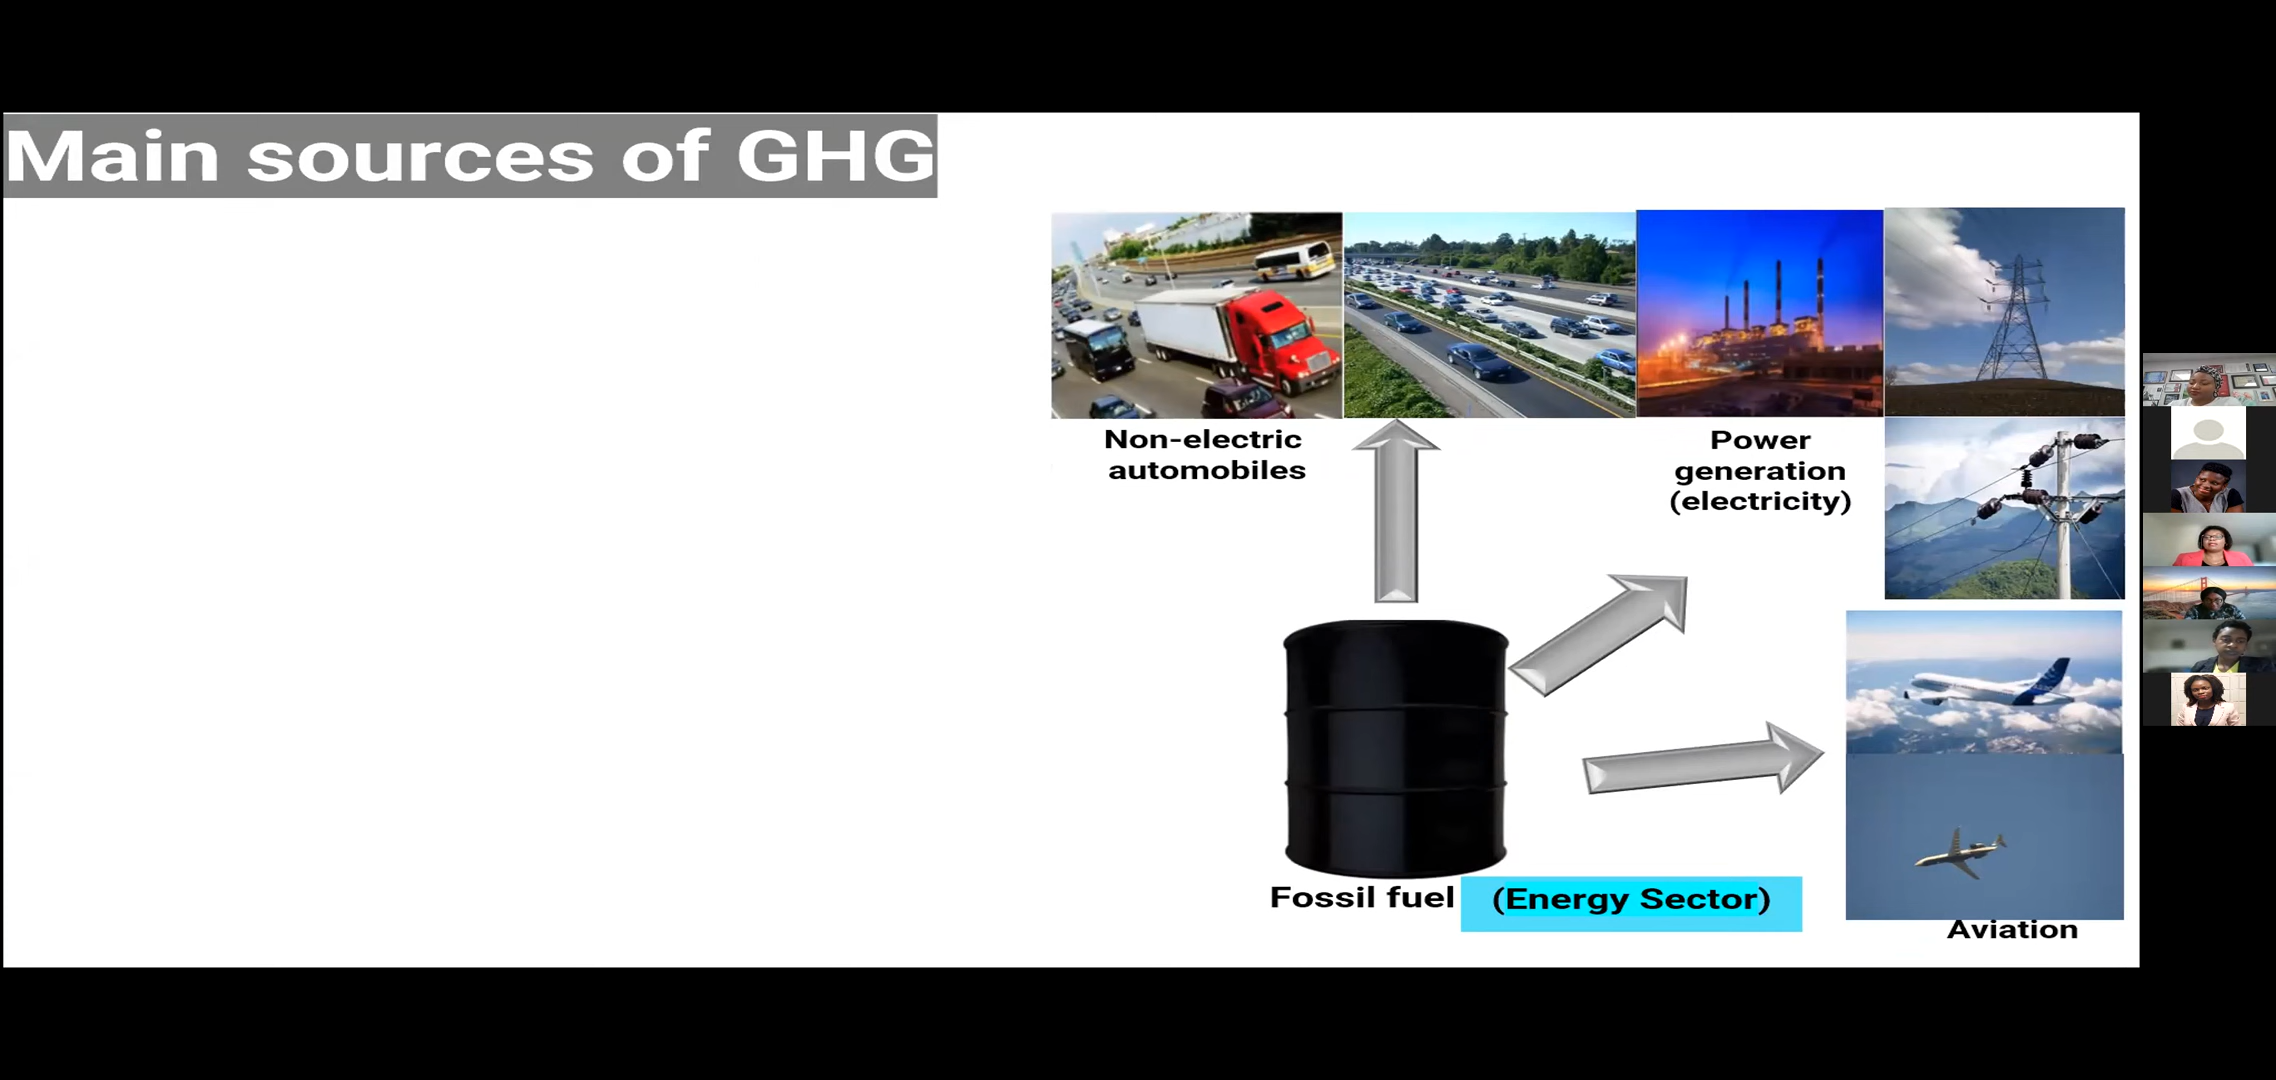 Main sources of GHG
Non-electric
automobiles
Power
generation
(electricity)
Fossil fuel
(Energy Sector)
Aviation